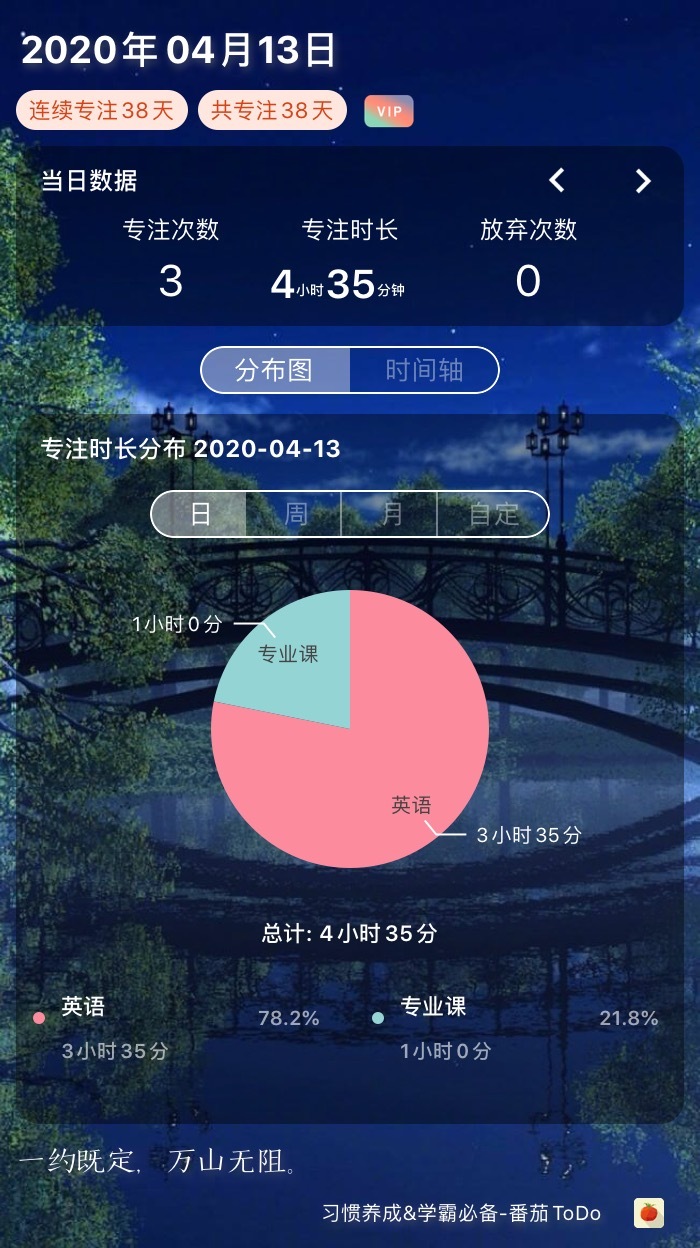 2020年04月13日
连续专注38天 共专注38天 VIP
当日数据
专注次数 专注时长 放弃次数
3 4小时35分钟 0
分布图 时间轴
专注时长分布 2020-04-13
日 周 月 自定
1小时0分
专业课
英语
3小时35分
总计: 4小时35分
英语 78.2% 专业课 21.8%
3小时35分 1小时0分
一约既定，万山无阻。
习惯养成&学霸必备-番茄ToDo